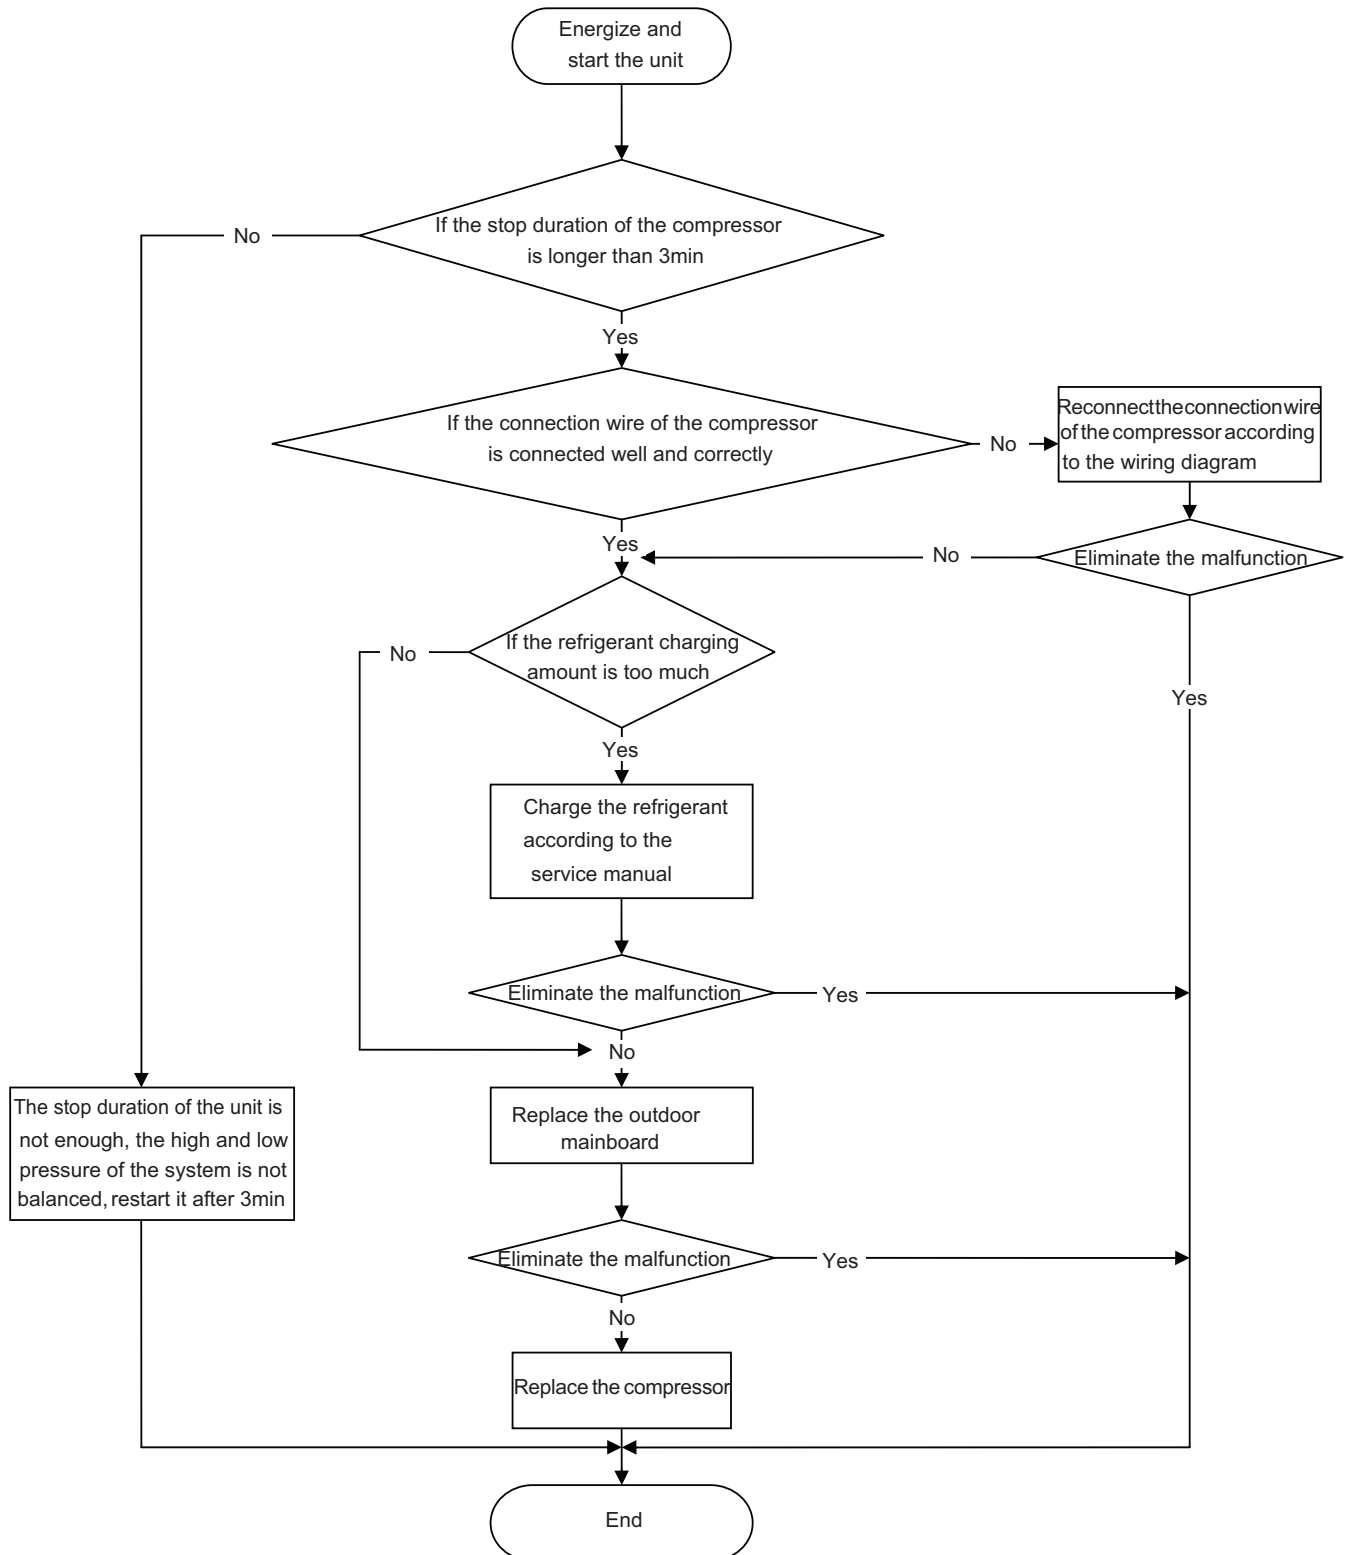 Energize and
start the unit
If the stop duration of the compressor
is longer than 3min
No
Yes
If the connection wire of the compressor
is connected well and correctly
No
Reconnect the connection wire
of the compressor according
to the wiring diagram
Yes
No
Eliminate the malfunction
If the refrigerant charging
amount is too much
No
Yes
Yes
Charge the refrigerant
according to the
service manual
Eliminate the malfunction
Yes
No
The stop duration of the unit is
not enough, the high and low
pressure of the system is not
balanced, restart it after 3min
Replace the outdoor
mainboard
Eliminate the malfunction
Yes
No
Replace the compressor
End